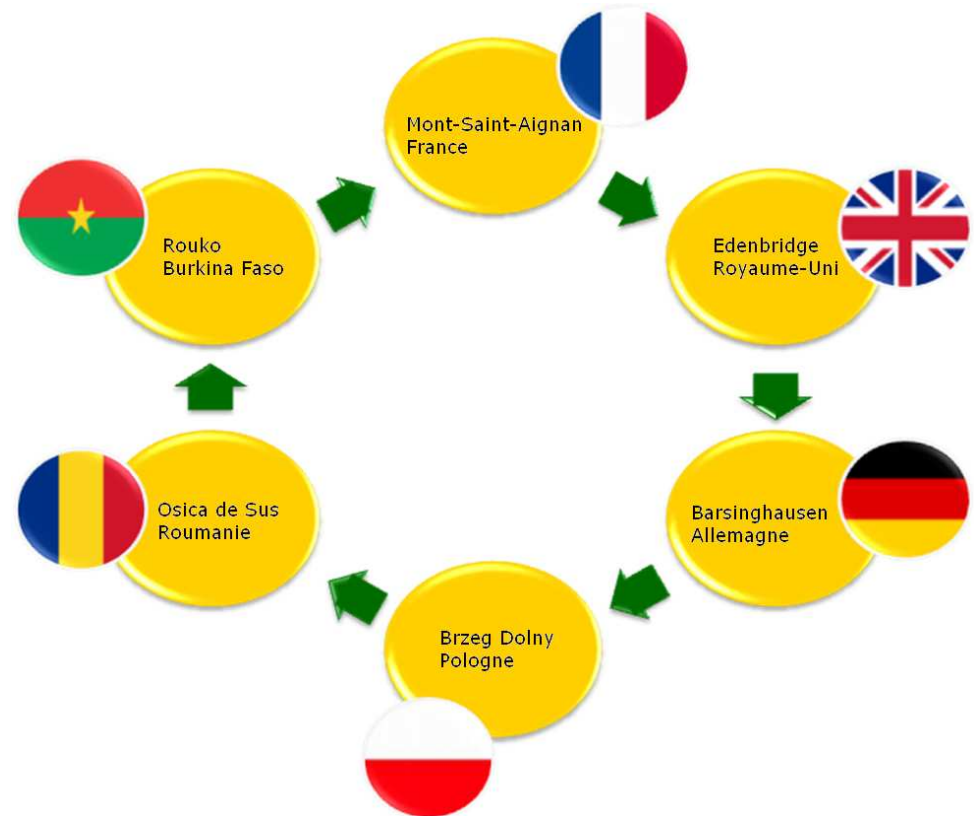 Mont-Saint-Aignan
France
Edenbridge
Royaume-Uni
Barsinghausen
Allemagne
Brzeg Dolny
Pologne
Osica de Sus
Roumanie
Rouko
Burkina Faso